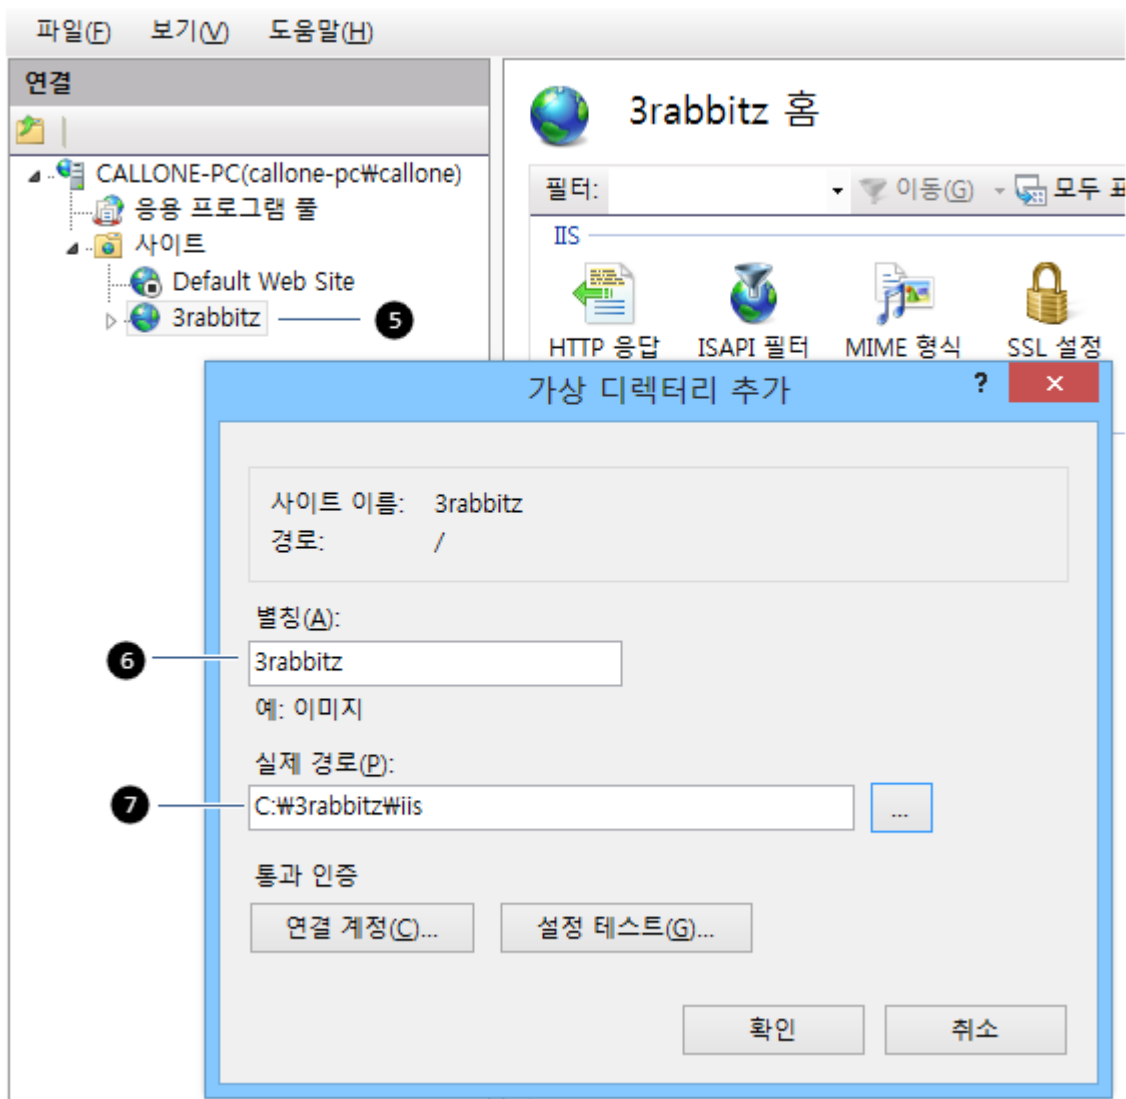 파일(F) 보기(V) 도움말(H)
연결
CALLONE-PC(callone-pc₩callone)
응용 프로그램 풀
사이트
Default Web Site
3rabbitz
5
3rabbitz 홈
필터:
이동(G)
모두
IIS
HTTP 응답 ISAPI 필터 MIME 형식 SSL 설정
가상 디렉터리 추가
?
사이트 이름: 3rabbitz
경로: /
별칭(A):
6
3rabbitz
예: 이미지
실제 경로(P):
7
C:₩3rabbitz₩iis
...
통과 인증
연결 계정(C)... 설정 테스트(G)...
확인 취소